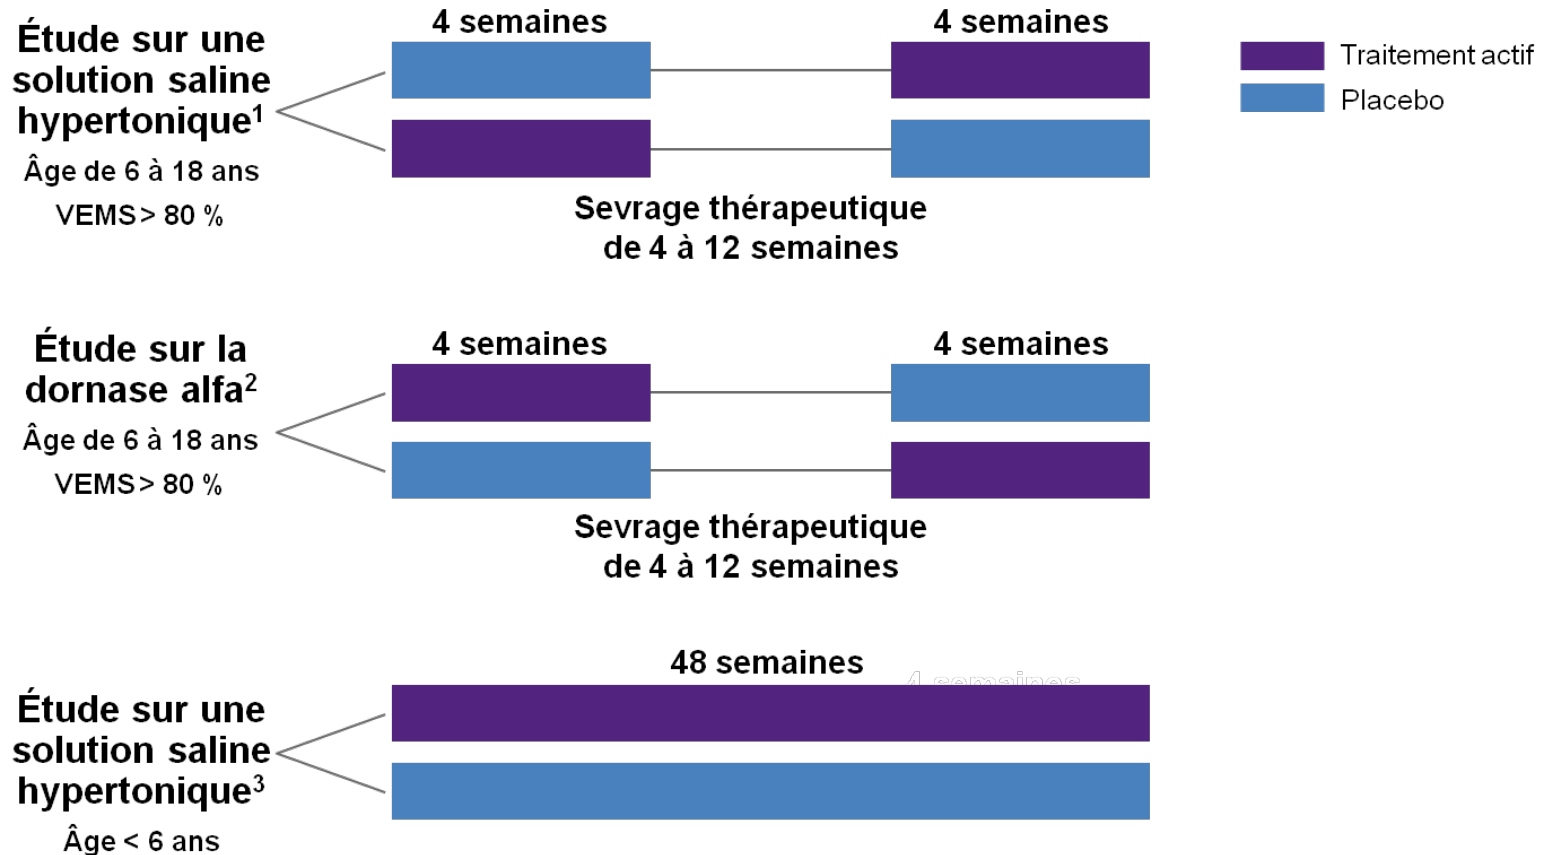 4 semaines
4 semaines
Étude sur une
solution saline
hypertonique¹
Âge de 6 à 18 ans
VEMS > 80 %
Traitement actif
Placebo
Sevrage thérapeutique
de 4 à 12 semaines
4 semaines
4 semaines
Étude sur la
dornase alfa²
Âge de 6 à 18 ans
VEMS > 80 %
Sevrage thérapeutique
de 4 à 12 semaines
48 semaines
4 semaines
Étude sur une
solution saline
hypertonique³
Âge < 6 ans